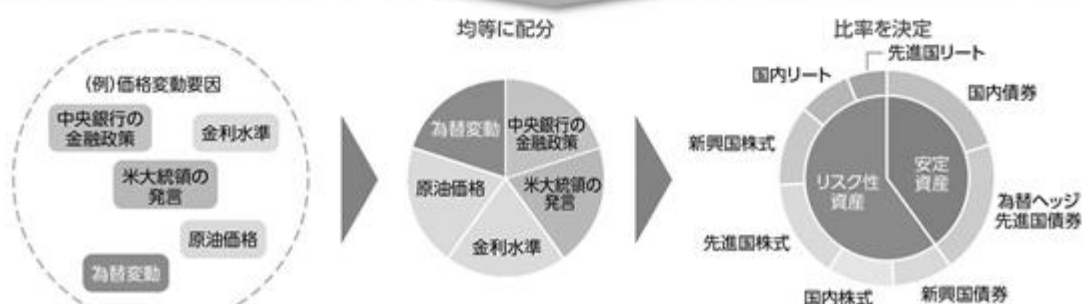 均等に配分
比率を決定
(例)価格変動要因
中央銀行の
金融政策
金利水準
米大統領の
発言
原油価格
為替変動
為替変動
中央銀行の
金融政策
原油価格
米大統領の
発言
金利水準
先進国リート
国内リート
国内債券
新興国株式
リスク性
資産
安定
資産
為替ヘッジ
先進国債券
先進国株式
国内株式
新興国債券